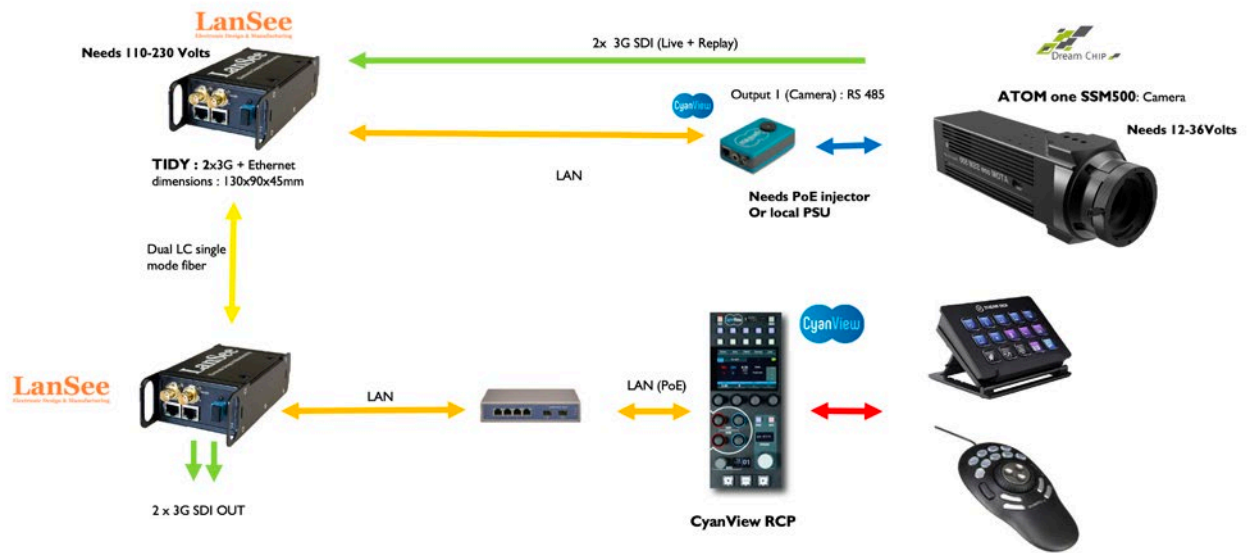 LanSee
Electronic Design & Manufacturing
Needs 110-230 Volts
2x 3G SDI (Live + Replay)
Dream CHIP
LanSee
CyanView
Output 1 (Camera) : RS 485
ATOM one SSM500: Camera
Needs 12-36Volts
TIDY : 2x3G + Ethernet
dimensions : 130x90x45mm
LAN
Needs PoE injector
Or local PSU
Dual LC single
mode fiber
CyanView
LanSee
Electronic Design & Manufacturing
LanSee
LAN
LAN (PoE)
2 x 3G SDI OUT
CyanView RCP